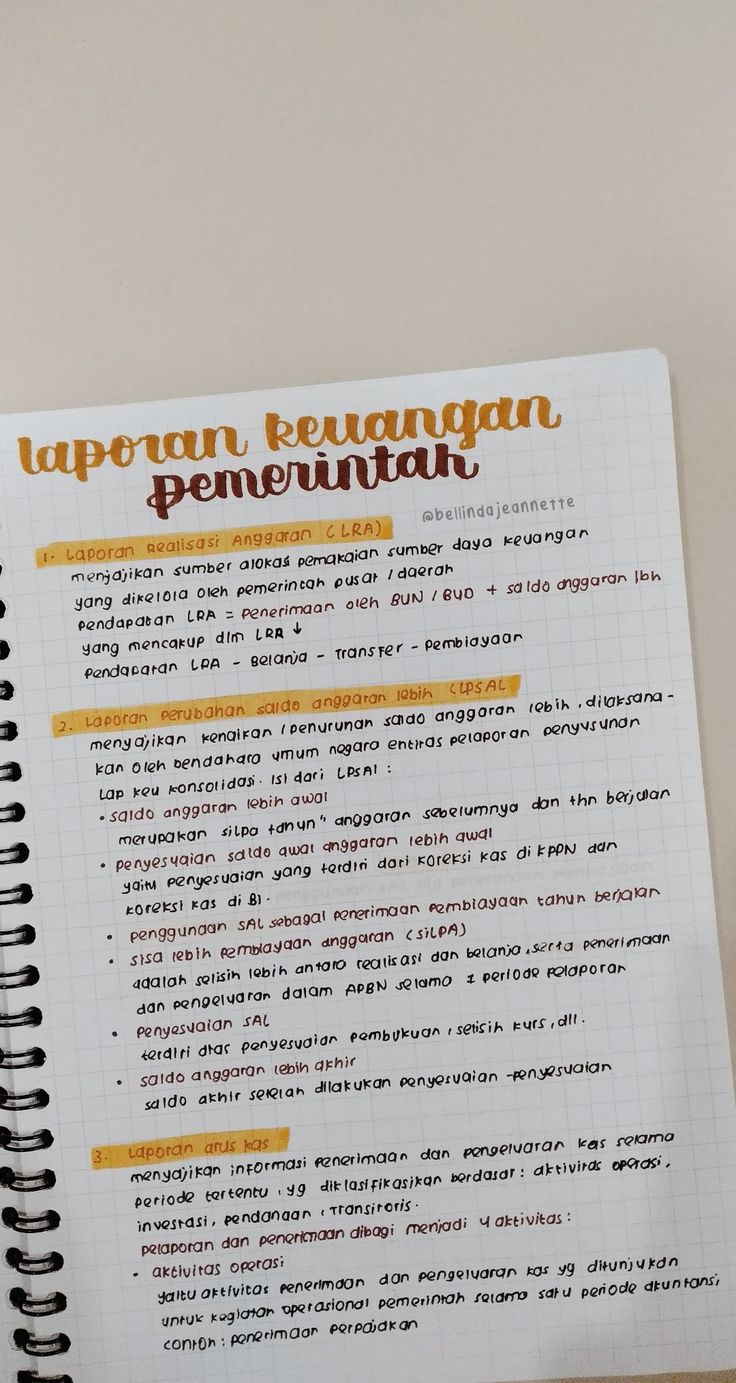 laporan keuangan
pemerintah
@bellindajeannette
1. Laporan Realisasi Anggaran (LRA)
menjajikan sumber alokasi pemakaian sumber daya keuangan
yang dikelola oleh pemerintah pusat / daerah
pendapatan LRA = penerimaan oleh BUN / BUD + saldo anggaran lbh
yang mencakup dlm LRA ↓
Pendapatan LRA - Belanja - Transfer - Pembiayaan
2. Laporan perubahan saldo anggaran lebih (LPSAL
menyajikan kenaikan / penurunan saldo anggaran lebih, dilaksana-
kan oleh bendahara umum negara entitas pelaporan penyusunan
Lap keu konsolidasi. Isi dari LPSAl :
• saldo anggaran lebih awal
merupakan silpa tahun" anggaran sebelumnya dan thn berjalan
• penyesuaian saldo awal anggaran lebih awal
yaitu penyesuaian yang terdiri dari koreksi kas di KPPN dan
koreksi kas di BI.
• penggunaan SAL sebagai penerimaan pembiayaan tahun berjalan
• sisa lebih pembiayaan anggaran (SiLPA)
adalah selisih lebih antara realisasi dan belanja, serta penerimaan
dan pengeluaran dalam APBN selama 1 periode pelaporan
• penyesuaian SAL
terdiri dtas penyesuaian pembukuan, selisih kurs, dll.
• saldo anggaran lebih akhir
saldo akhir setelah dilakukan penyesuaian -penyesuaian
3. Laporan arus kas
menyajikan informasi penerimaan dan pengeluaran kas selama
periode tertentu, yg diklasifikasikan berdasar : aktivitas operasi,
investasi, pendanaan, transitoris.
pelaporan dan penerimaan dibagi menjadi 4 aktivitas :
• aktivitas operasi
yaitu aktivitas penerimaan dan pengeluaran kas yg ditunjukan
untuk kegiatan operasional pemerintah selama satu periode akuntansi,
contoh : penerimaan perpajakan